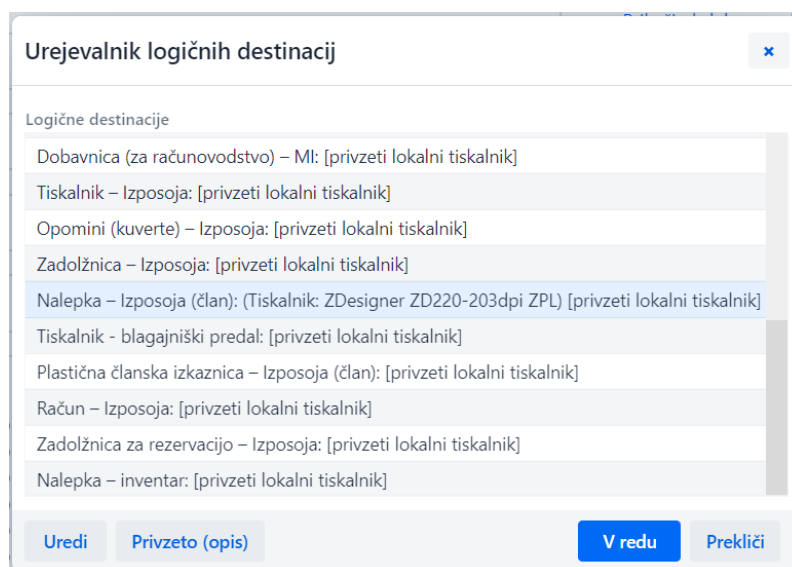 Urejevalnik logičnih destinacij
×
Logične destinacije
Dobavnica (za računovodstvo) – MI: [privzeti lokalni tiskalnik]
Tiskalnik – Izposoja: [privzeti lokalni tiskalnik]
Opomini (kuverte) – Izposoja: [privzeti lokalni tiskalnik]
Zadolžnica – Izposoja: [privzeti lokalni tiskalnik]
Nalepka – Izposoja (član): (Tiskalnik: ZDesigner ZD220-203dpi ZPL) [privzeti lokalni tiskalnik]
Tiskalnik - blagajniški predal: [privzeti lokalni tiskalnik]
Plastična članska izkaznica – Izposoja (član): [privzeti lokalni tiskalnik]
Račun – Izposoja: [privzeti lokalni tiskalnik]
Zadolžnica za rezervacijo – Izposoja: [privzeti lokalni tiskalnik]
Nalepka – inventar: [privzeti lokalni tiskalnik]
Uredi Privzeto (opis) V redu Prekliči